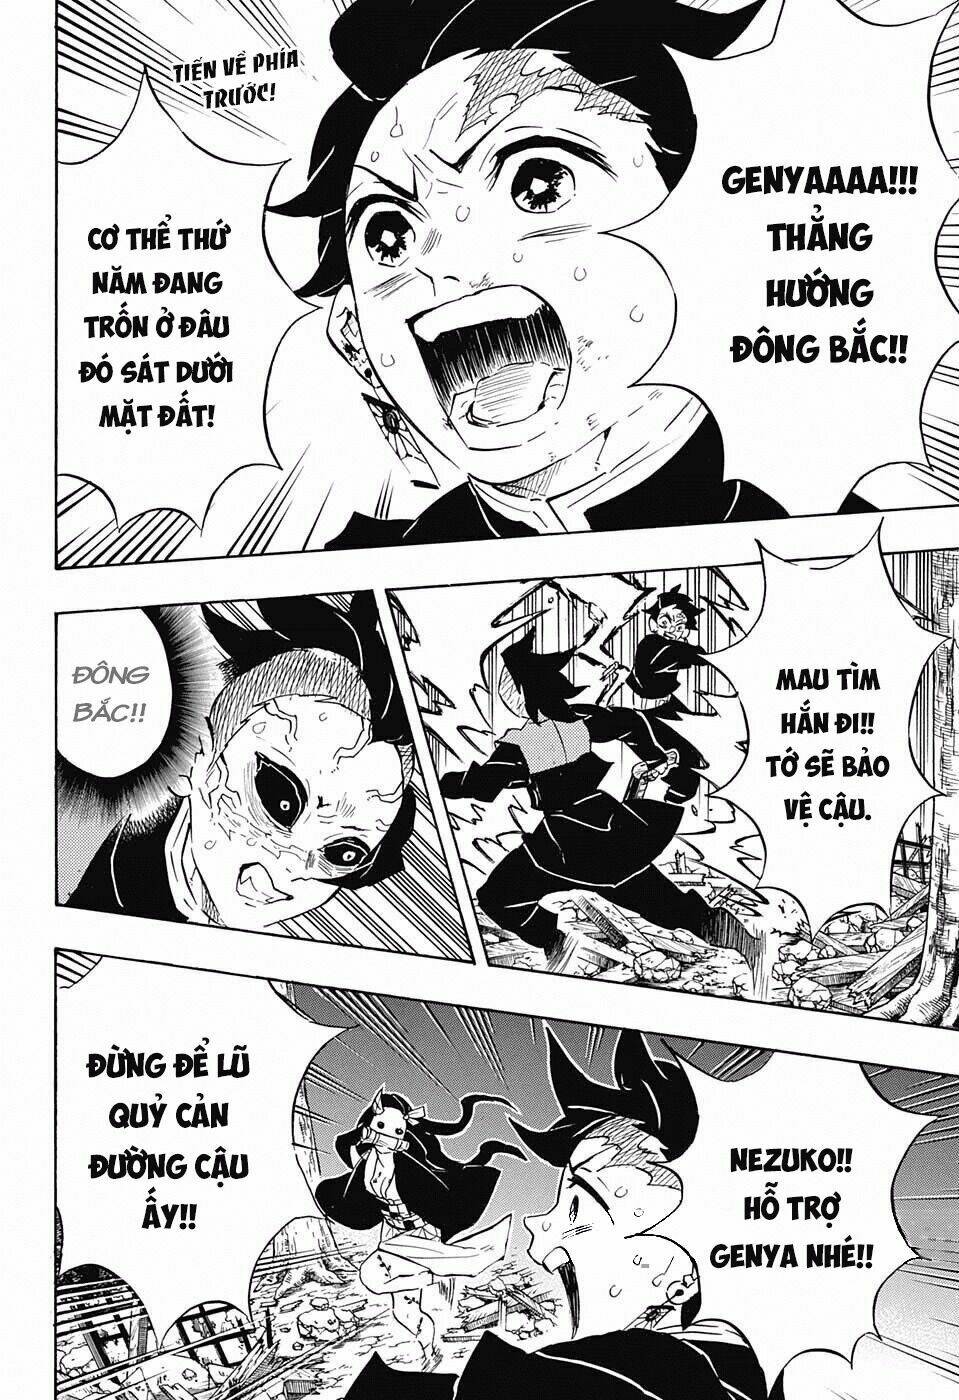 GENYAAAA!!!
THẲNG
HƯỚNG
ĐÔNG BẮC!!
TIẾN VỀ PHÍA
TRƯỚC!
CƠ THỂ THỨ
NĂM ĐANG
TRỐN Ở ĐÂU
ĐÓ SÁT DƯỚI
MẶT ĐẤT!
MAU TÌM
HẮN ĐI!!
TỚ SẼ BẢO
VỆ CẬU.
ĐÔNG
BẮC!!
NEZUKO!!
HỖ TRỢ
GENYA NHÉ!!
ĐỪNG ĐỂ LŨ
QUỶ CẢN
ĐƯỜNG CẬU
ẤY!!